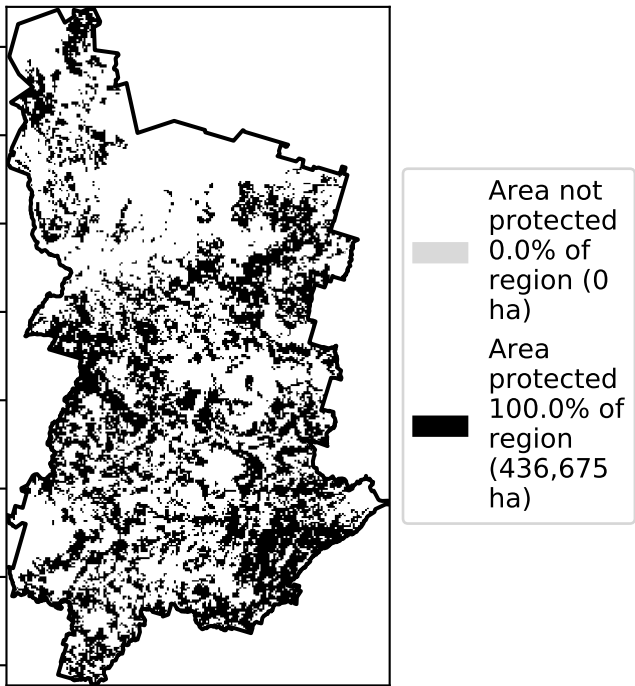 Area not
protected
0.0% of
region (0
ha)
Area
protected
100.0% of
region
(436,675
ha)